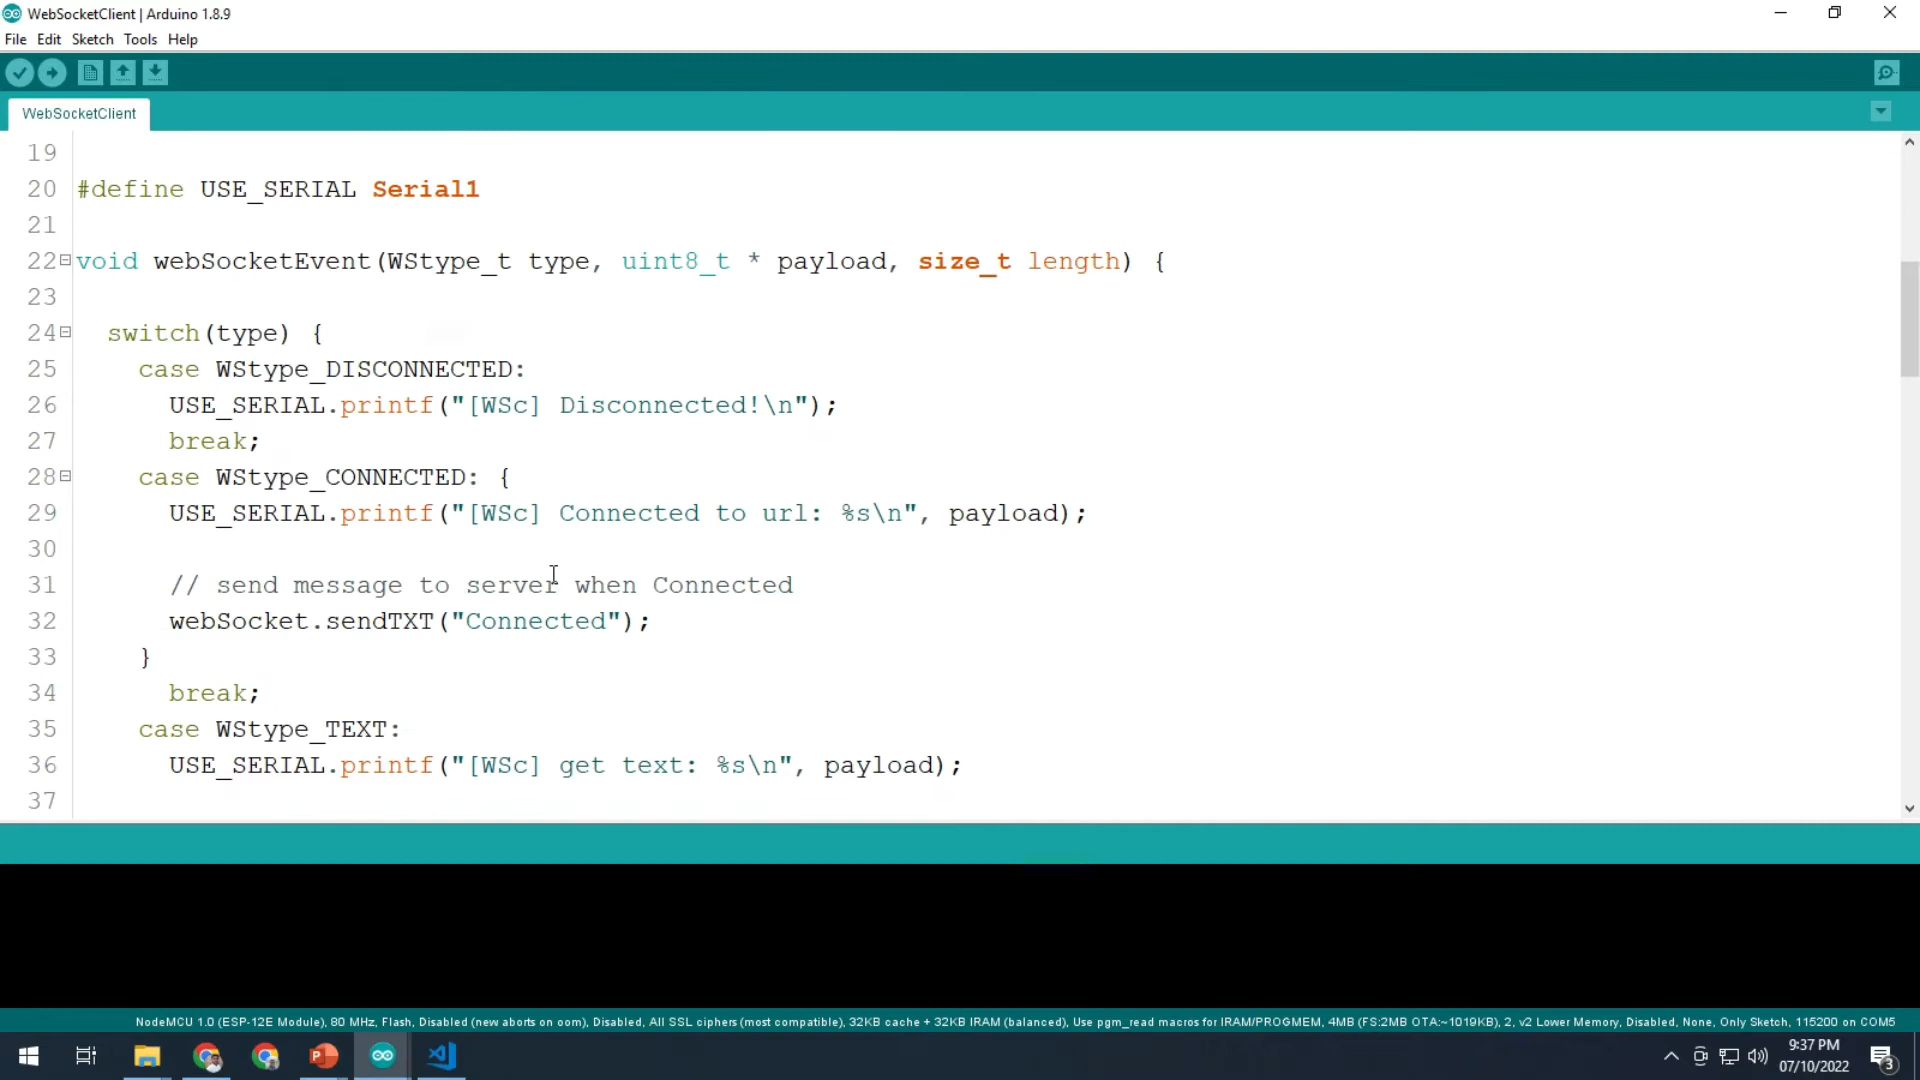 WebSocketClient | Arduino 1.8.9
File Edit Sketch Tools Help
WebSocketClient
19
20 #define USE_SERIAL Serial1
21
22 void webSocketEvent(WStype_t type, uint8_t * payload, size_t length) {
23
24 switch(type) {
25 case WStype_DISCONNECTED:
26 USE_SERIAL.printf("[WSc] Disconnected!\n");
27 break;
28 case WStype_CONNECTED: {
29 USE_SERIAL.printf("[WSc] Connected to url: %s\n", payload);
30
31 // send message to server when Connected
32 webSocket.sendTXT("Connected");
33 }
34 break;
35 case WStype_TEXT:
36 USE_SERIAL.printf("[WSc] get text: %s\n", payload);
37
NodeMCU 1.0 (ESP-12E Module), 80 MHz, Flash, Disabled (new aborts on oom), Disabled, All SSL ciphers (most compatible), 32KB cache + 32KB IRAM (balanced), Use pgm_read macros for IRAM/PROGMEM, 4MB (FS:2MB OTA:~1019KB), 2, v2 Lower Memory, Disabled, None, Only Sketch, 115200 on COM5
9:37 PM
07/10/2022
3